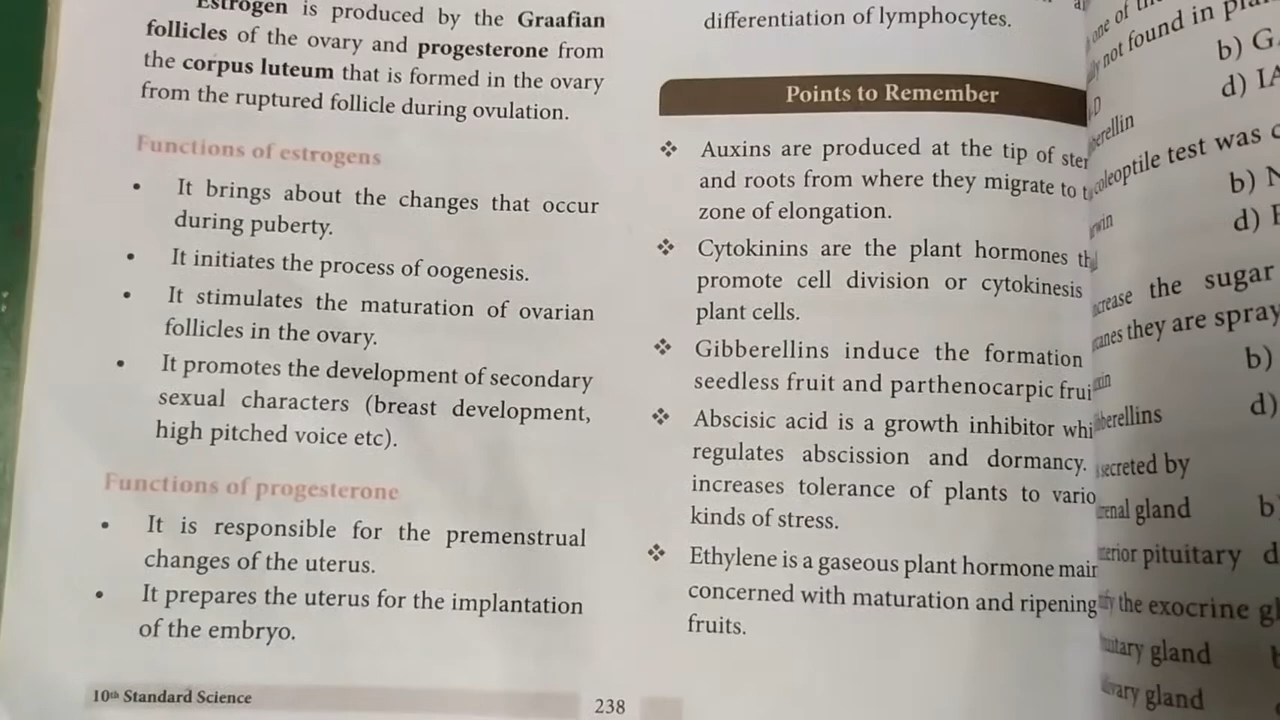 Estrogen is produced by the Graafian
follicles of the ovary and progesterone from
the corpus luteum that is formed in the ovary
from the ruptured follicle during ovulation.
Functions of estrogens
• It brings about the changes that occur
during puberty.
• It initiates the process of oogenesis.
• It stimulates the maturation of ovarian
follicles in the ovary.
• It promotes the development of secondary
sexual characters (breast development,
high pitched voice etc).
Functions of progesterone
• It is responsible for the premenstrual
changes of the uterus.
• It prepares the uterus for the implantation
of the embryo.
10th Standard Science
238
differentiation of lymphocytes.
Points to Remember
❖ Auxins are produced at the tip of
and roots from where they migrate to
zone of elongation.
❖ Cytokinins are the plant hormones
promote cell division or cytokinesis
plant cells.
❖ Gibberellins induce the formation
seedless fruit and parthenocarpic
❖ Abscisic acid is a growth inhibitor
regulates abscission and dormancy.
increases tolerance of plants to
kinds of stress.
❖ Ethylene is a gaseous plant hormone
concerned with maturation and ripening
fruits.
one of
not found in
b)
d)
test was
b)
d)
the sugar
they are spray
b)
d)
secreted by
gland
b
pituitary d
the exocrine
gland
gland